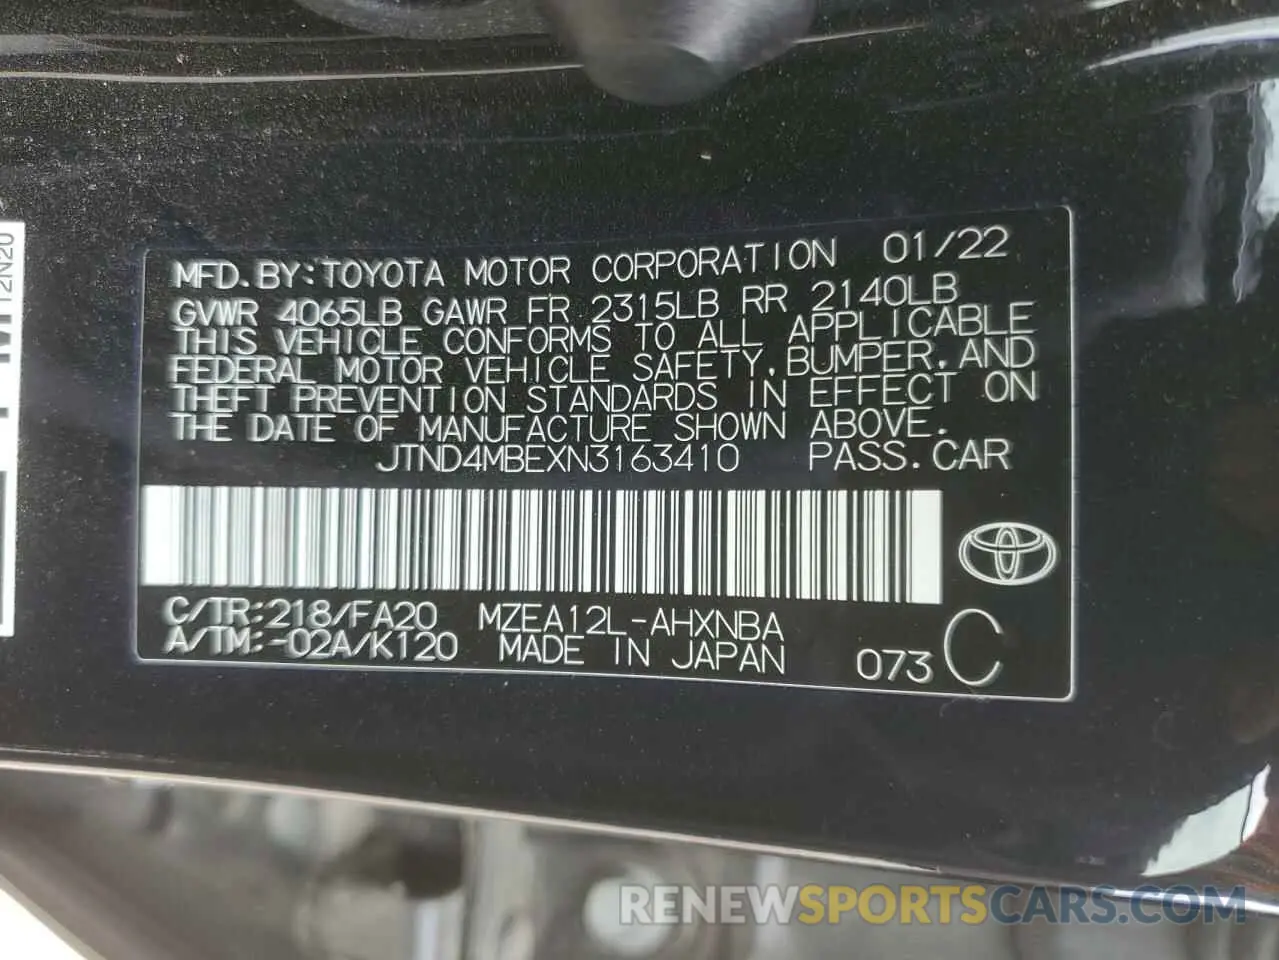 MFD.BY:TOYOTA MOTOR CORPORATION 01/22
GVWR 4065LB GAWR FR 2315LB RR 2140LB
THIS VEHICLE CONFORMS TO ALL APPLICABLE
FEDERAL MOTOR VEHICLE SAFETY,BUMPER,AND
THEFT PREVENTION STANDARDS IN EFFECT ON
THE DATE OF MANUFACTURE SHOWN ABOVE.
JTND4MBEXN3163410 PASS.CAR
C/TR:218/FA20 MZEA12L-AHXNBA
A/TM:-02A/K120 MADE IN JAPAN 073 C
RENEWSPORTSCARS.COM